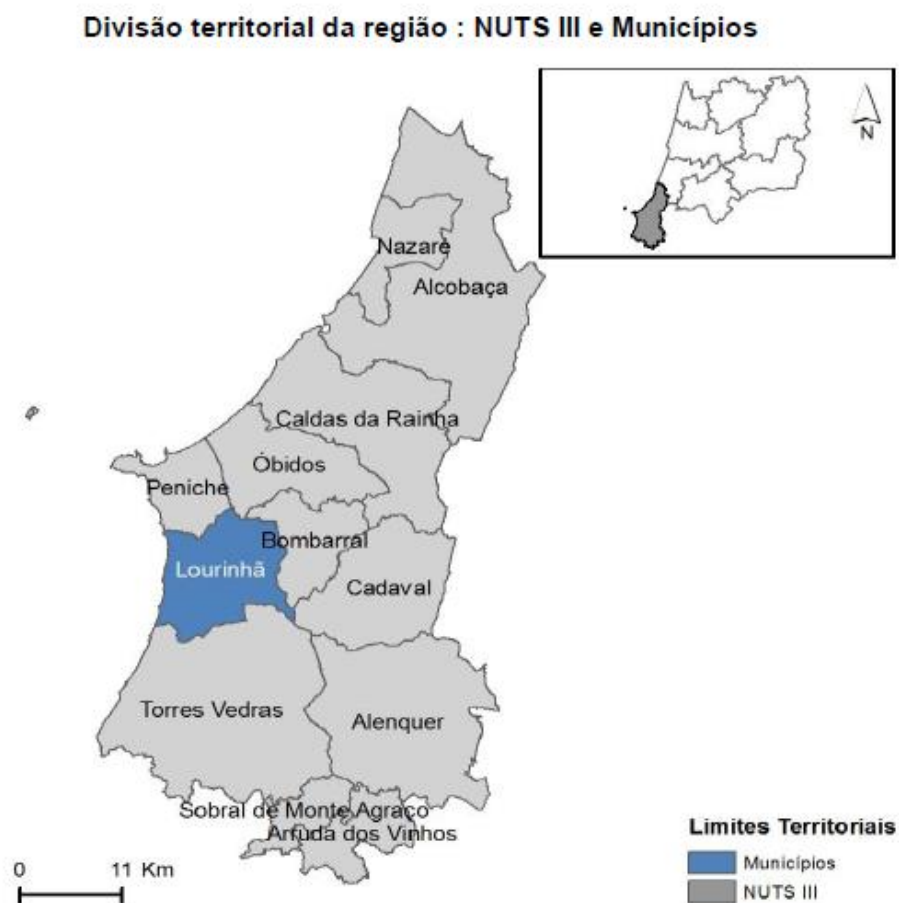 Divisão territorial da região : NUTS III e Municípios
N
Nazaré
Alcobaça
Caldas da Rainha
Óbidos
Peniche
Bombarral
Lourinhã
Cadaval
Torres Vedras
Alenquer
Sobral de Monte Agraço
Arruda dos Vinhos
Limites Territoriais
0 11 Km
Municípios
NUTS III